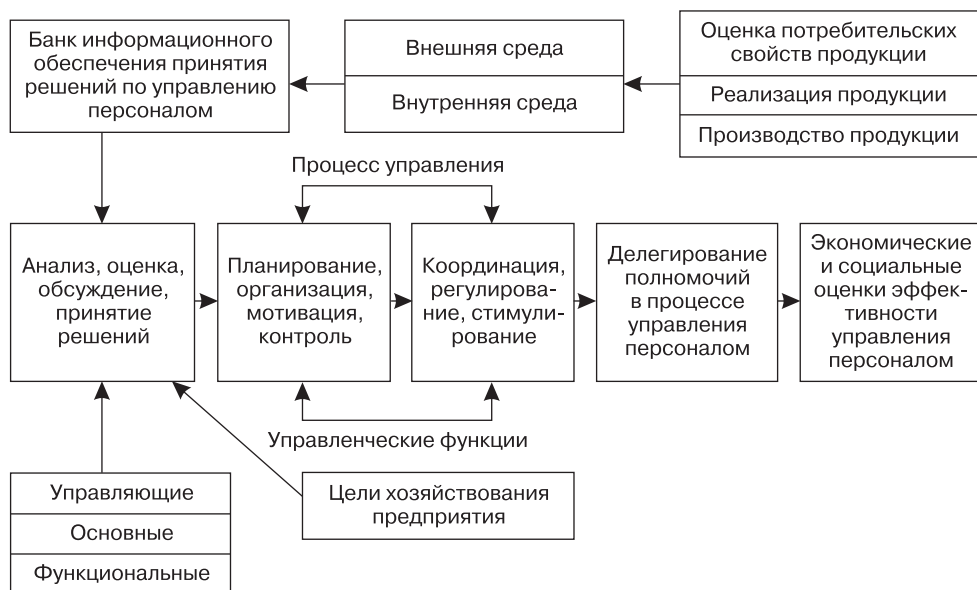 Банк информационного
обеспечения принятия
решений по управлению
персоналом
Внешняя среда
Внутренняя среда
Оценка потребительских
свойств продукции
Реализация продукции
Производство продукции
Процесс управления
Анализ, оценка,
обсуждение,
принятие
решений
Планирование,
организация,
мотивация,
контроль
Координация,
регулирова-
ние, стимули-
рование
Делегирование
полномочий
в процессе
управления
персоналом
Экономические
и социальные
оценки эффек-
тивности
управления
персоналом
Управленческие функции
Управляющие
Основные
Функциональные
Цели хозяйствования
предприятия